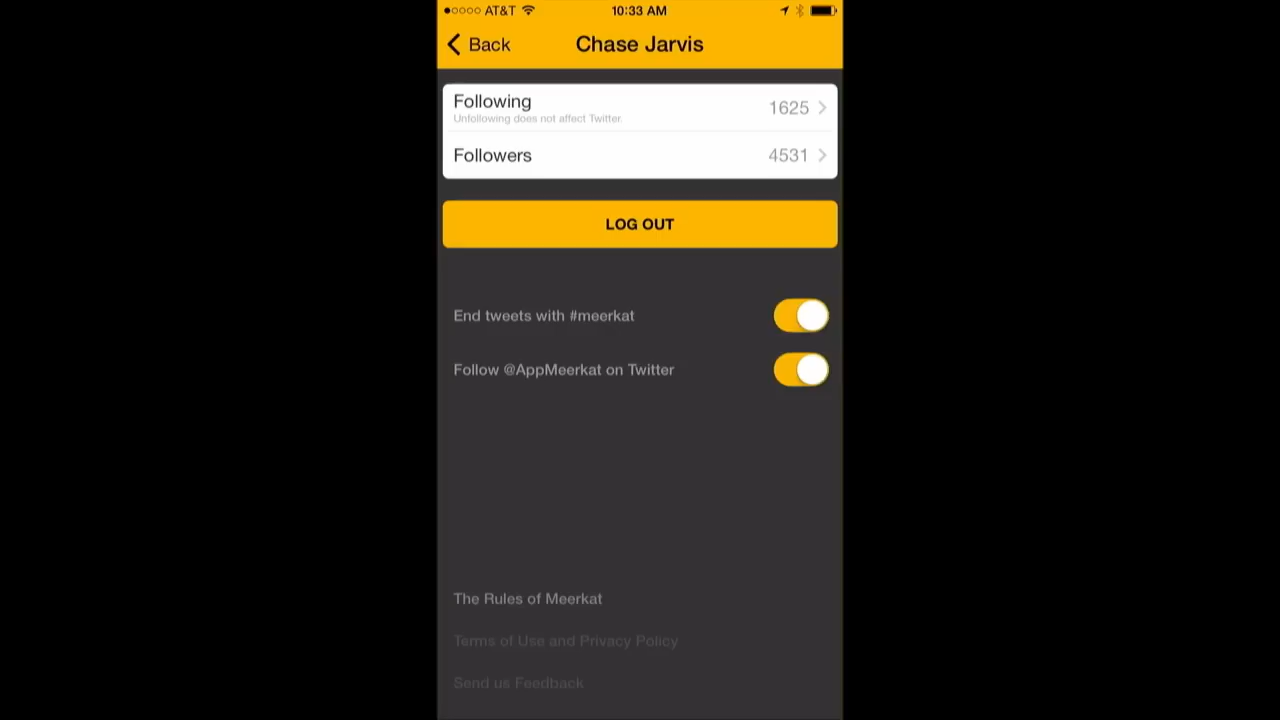 AT&T 10:33 AM
Back Chase Jarvis
Following 1625
Unfollowing does not affect Twitter.
Followers 4531
LOG OUT
End tweets with #meerkat
Follow @AppMeerkat on Twitter
The Rules of Meerkat
Terms of Use and Privacy Policy
Send us Feedback